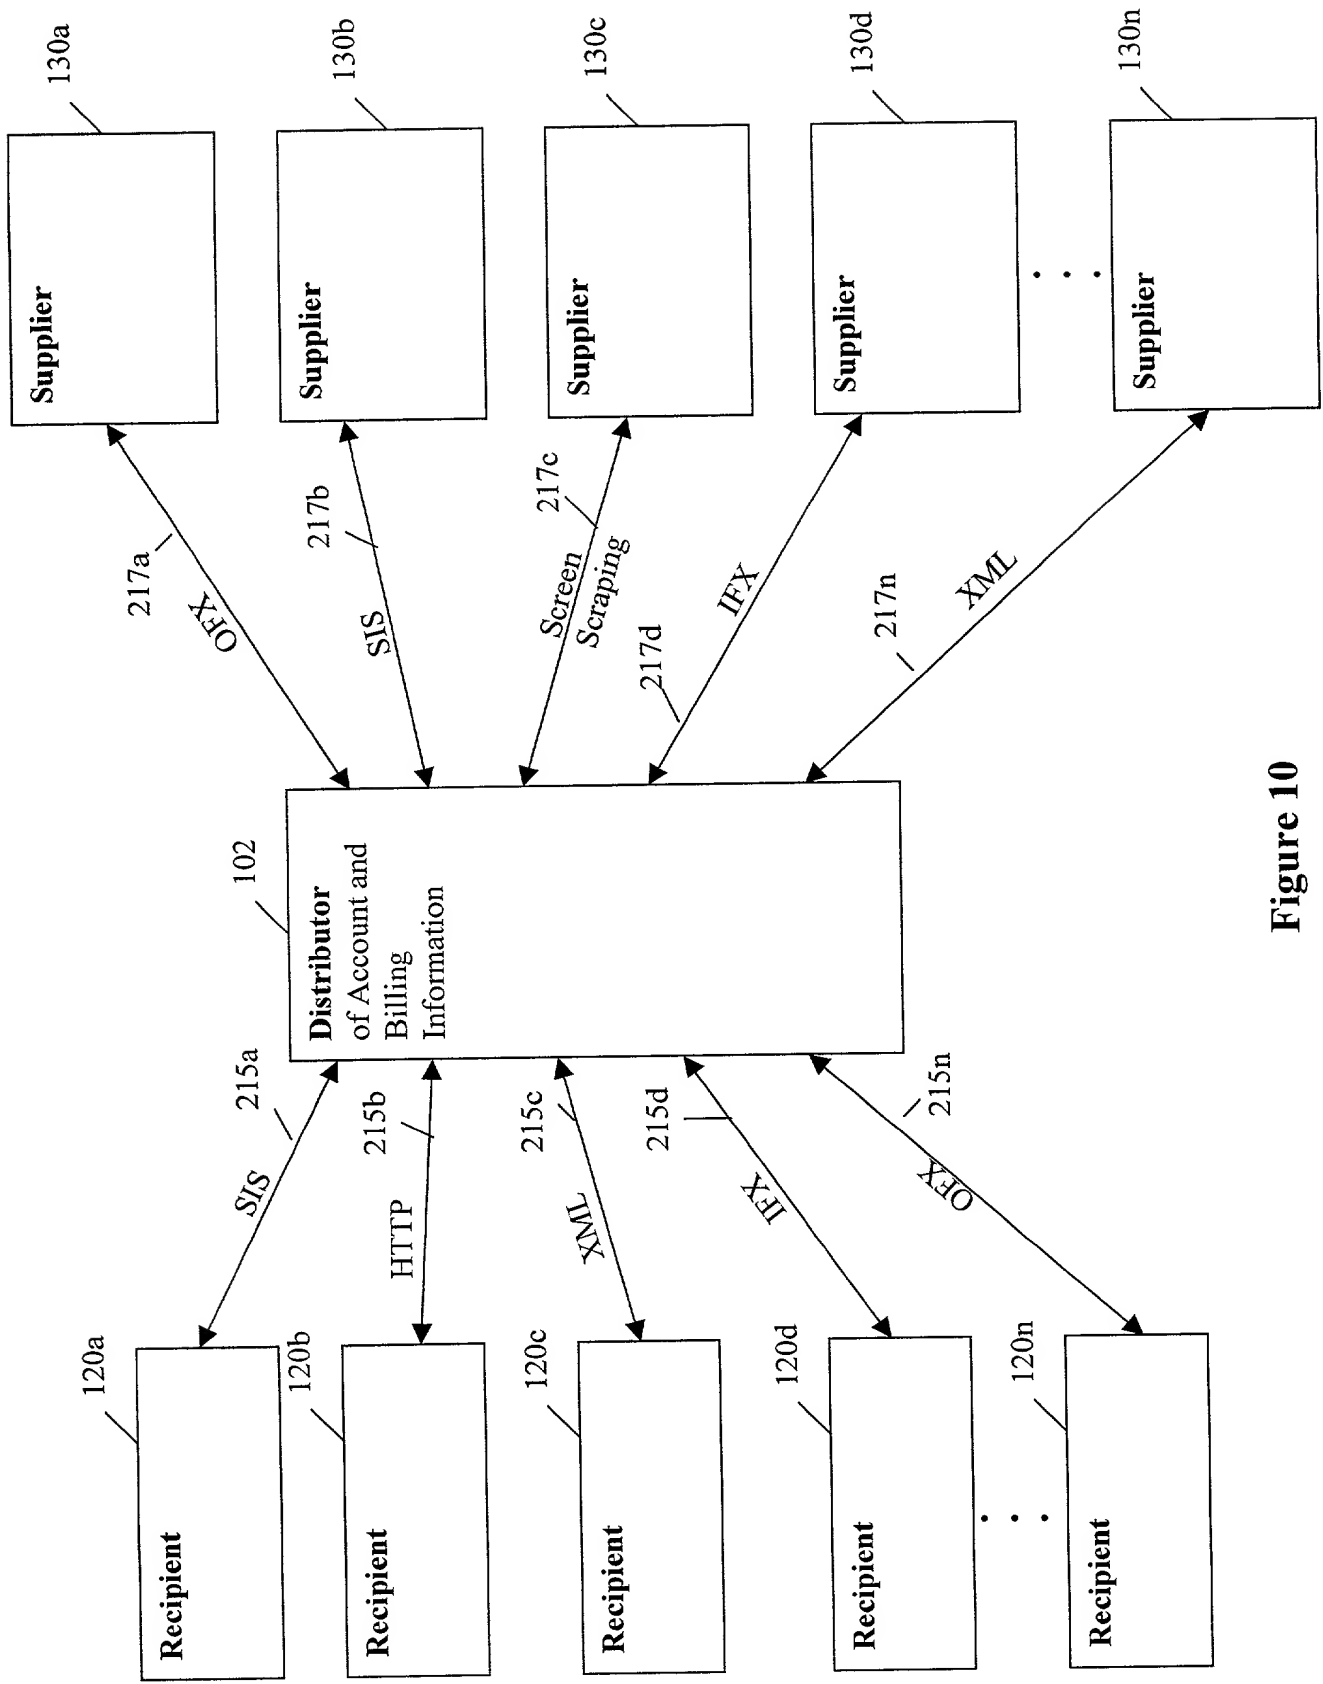 120a
Recipient
120b
Recipient
120c
Recipient
120d
Recipient
. . .
120n
Recipient
SIS
215a
HTTP
215b
XML
215c
IFX
215d
OFX
215n
102
Distributor
of Account and
Billing
Information
217a
OFX
217b
SIS
217c
Screen
Scraping
217d
IFX
217n
XML
130a
Supplier
130b
Supplier
130c
Supplier
130d
Supplier
. . .
130n
Supplier
Figure 10